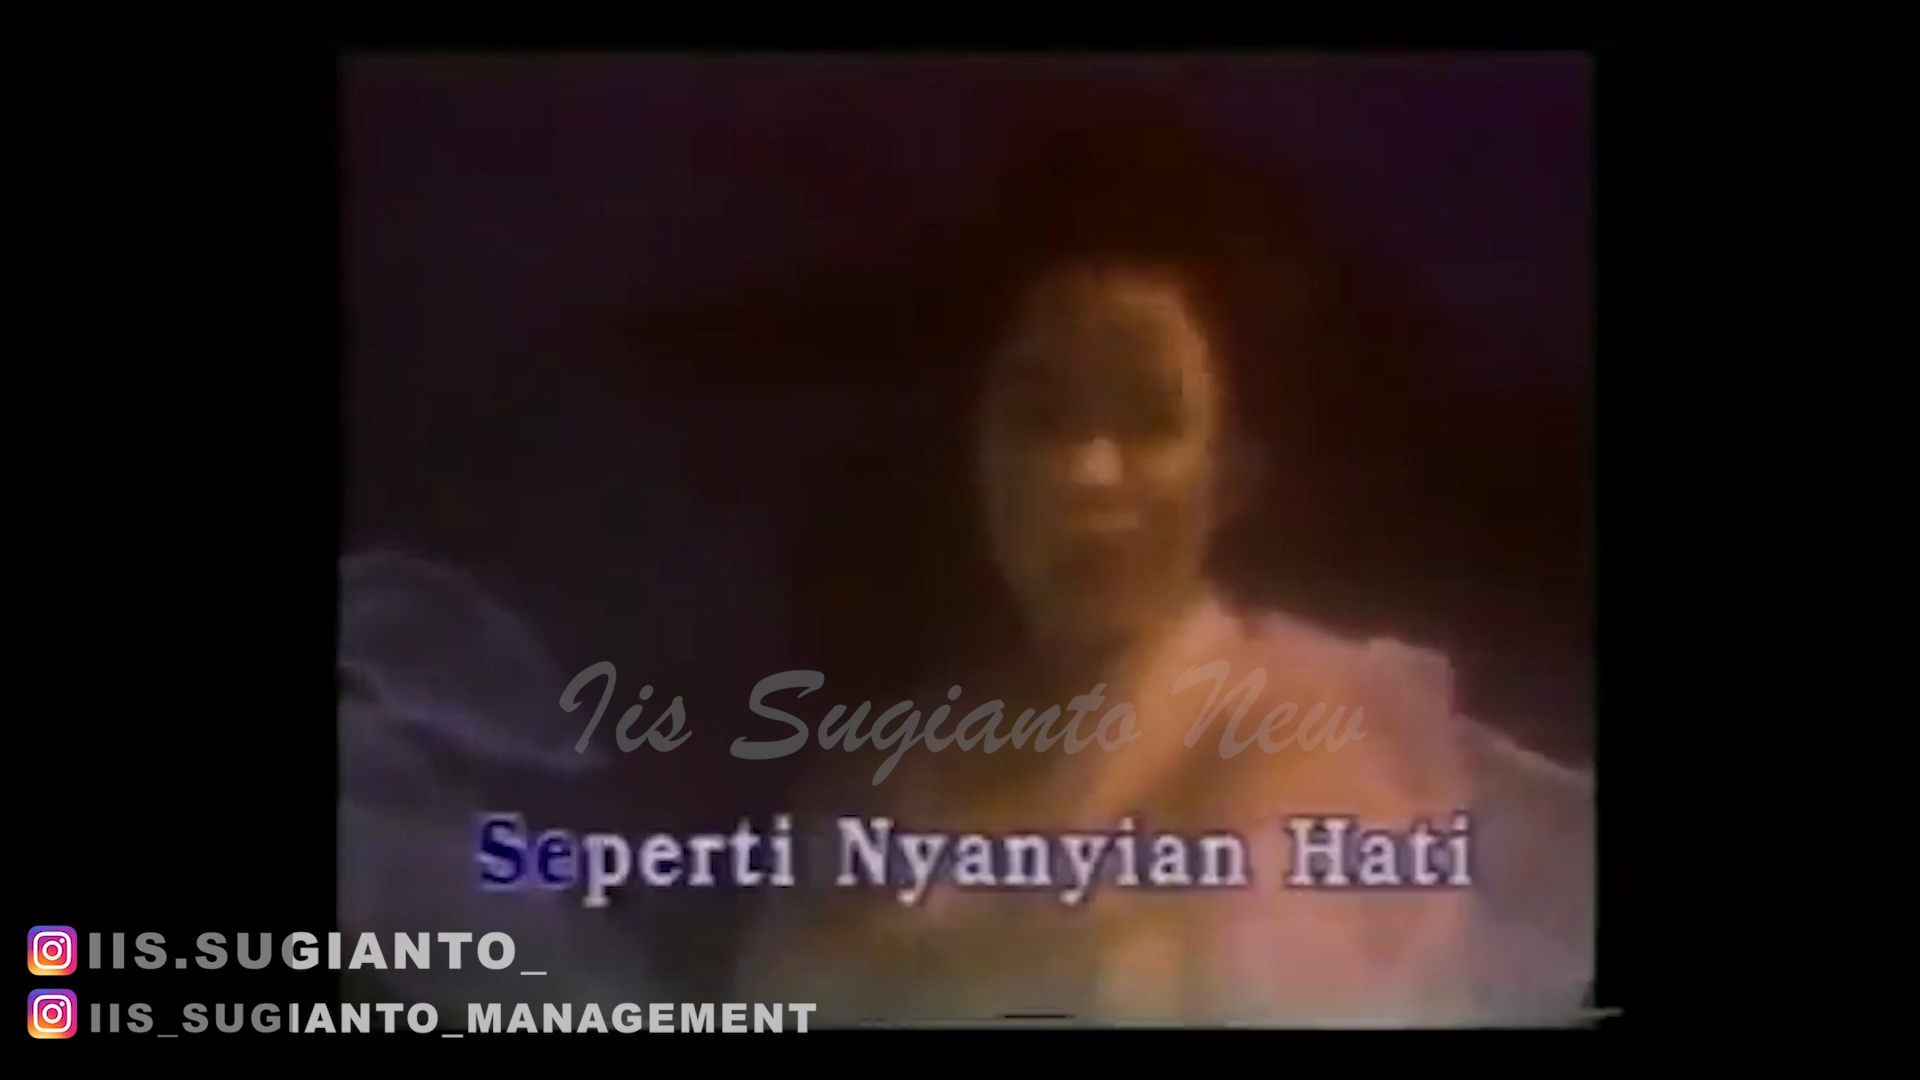 Iis Sugianto New
Seperti Nyanyian Hati
IIS.SUGIANTO_
IIS_SUGIANTO_MANAGEMENT